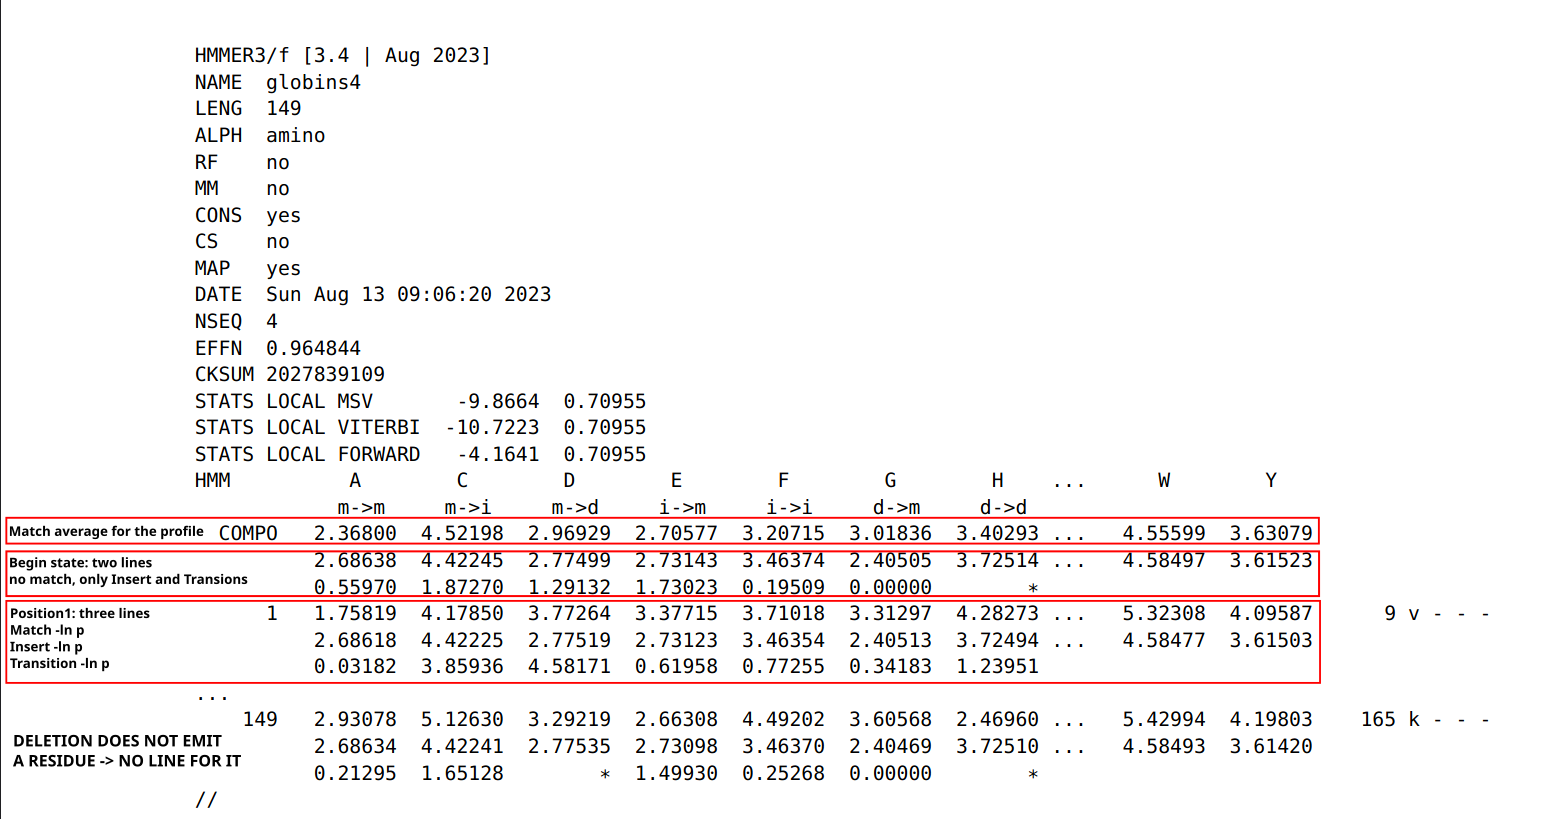 HMMER3/f [3.4 | Aug 2023]
NAME  globins4
LENG  149
ALPH  amino
RF    no
MM    no
CONS  yes
CS    no
MAP   yes
DATE  Sun Aug 13 09:06:20 2023
NSEQ  4
EFFN  0.964844
CKSUM 2027839109
STATS LOCAL MSV       -9.8664  0.70955
STATS LOCAL VITERBI  -10.7223  0.70955
STATS LOCAL FORWARD   -4.1641  0.70955
HMM          A        C        D        E        F        G        H    ...      W        Y
            m->m     m->i     m->d     i->m     i->i     d->m     d->d
Match average for the profile  COMPO   2.36800  4.52198  2.96929  2.70577  3.20715  3.01836  3.40293 ...   4.55599  3.63079
Begin state: two lines
no match, only Insert and Transions
2.68638  4.42245  2.77499  2.73143  3.46374  2.40505  3.72514 ...   4.58497  3.61523
0.55970  1.87270  1.29132  1.73023  0.19509  0.00000        *
Position1: three lines
Match -ln p
Insert -ln p
Transition -ln p
1   1.75819  4.17850  3.77264  3.37715  3.71018  3.31297  4.28273 ...   5.32308  4.09587      9 v - - -
2.68618  4.42225  2.77519  2.73123  3.46354  2.40513  3.72494 ...   4.58477  3.61503
0.03182  3.85936  4.58171  0.61958  0.77255  0.34183  1.23951
...
149   2.93078  5.12630  3.29219  2.66308  4.49202  3.60568  2.46960 ...   5.42994  4.19803    165 k - - -
DELETION DOES NOT EMIT
A RESIDUE -> NO LINE FOR IT
2.68634  4.42241  2.77535  2.73098  3.46370  2.40469  3.72510 ...   4.58493  3.61420
0.21295  1.65128        *  1.49930  0.25268  0.00000        *
//